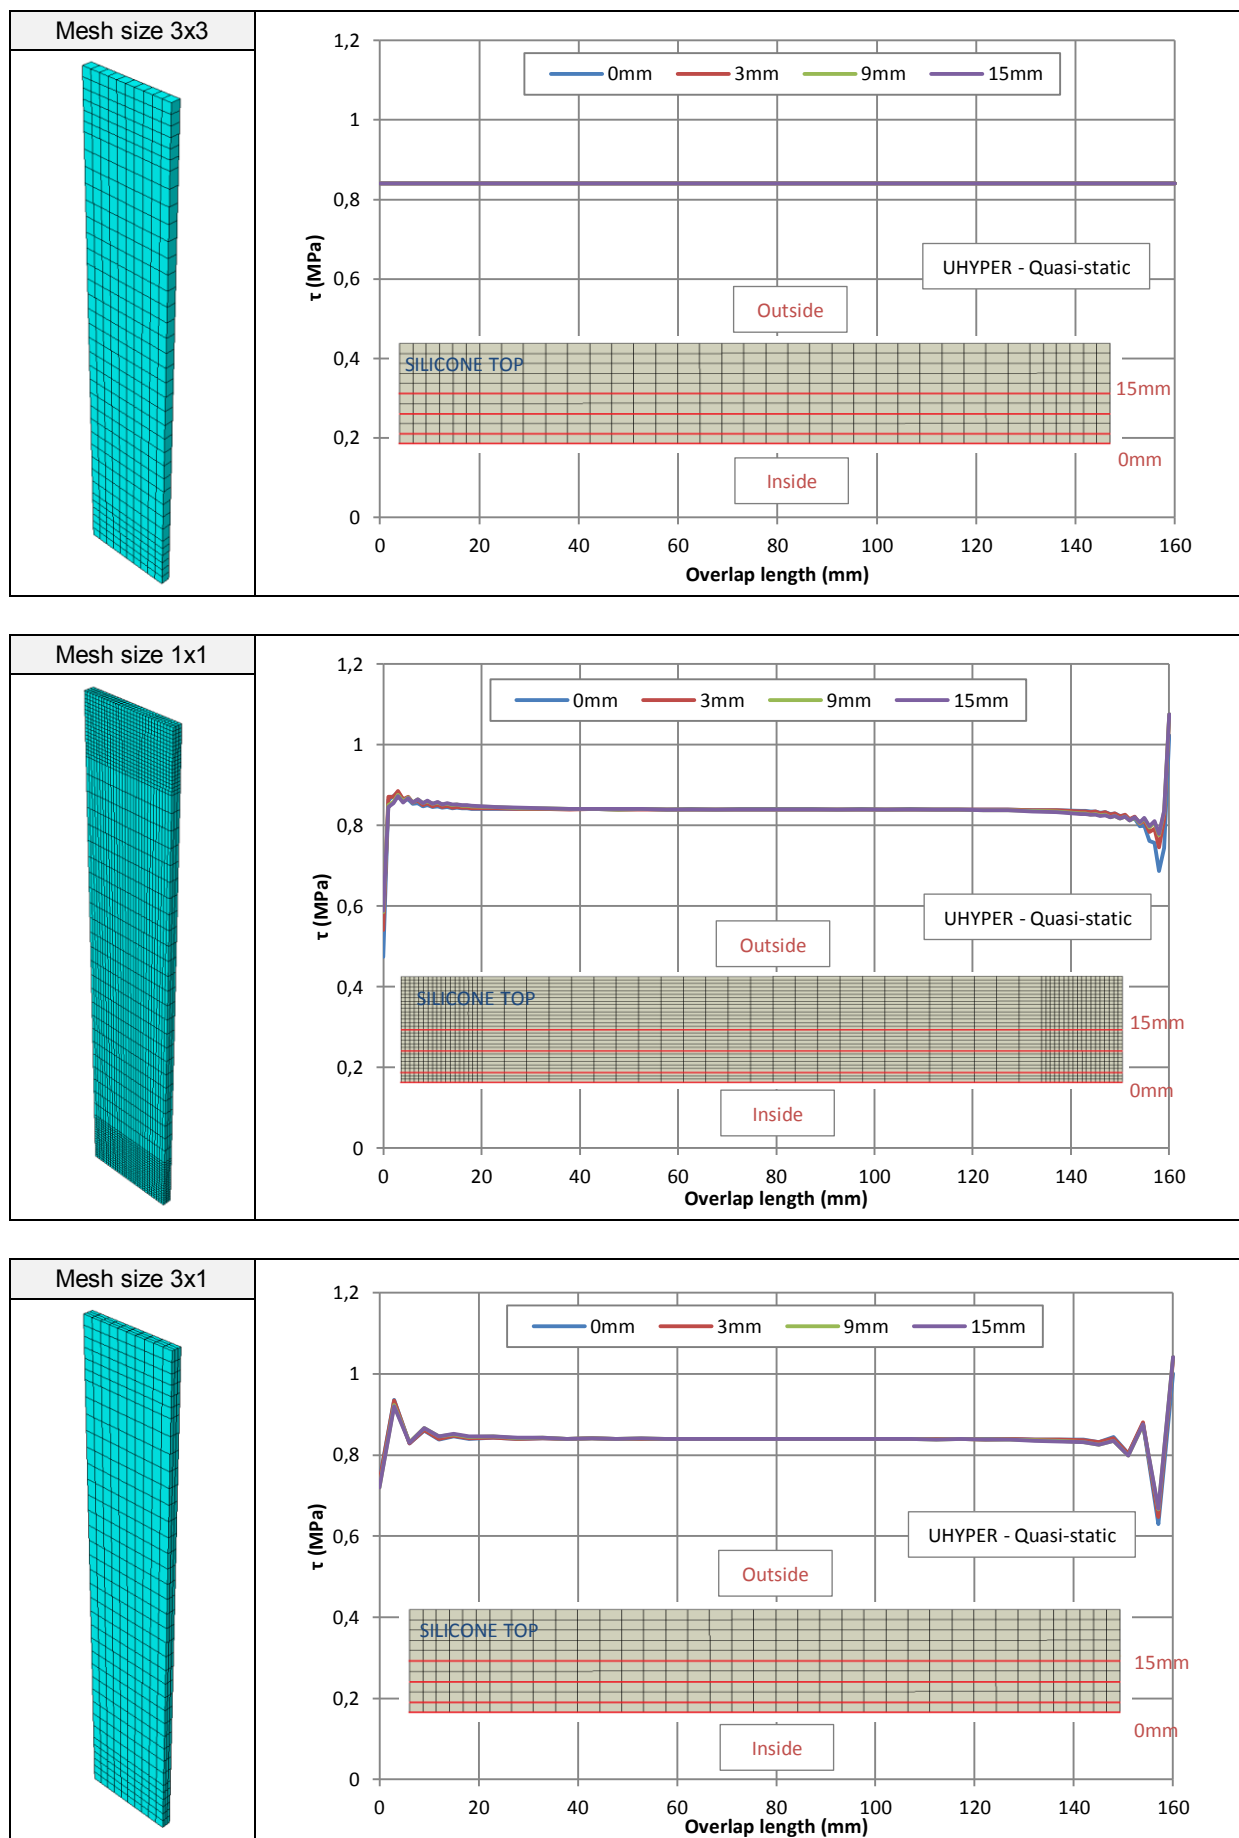 Mesh size 3x3
1,2
0mm 3mm 9mm 15mm
1
0,8
τ (MPa)
UHYPER - Quasi-static
0,6
Outside
0,4
SILICONE TOP
15mm
0,2
0mm
Inside
0
0 20 40 60 80 100 120 140 160
Overlap length (mm)
Mesh size 1x1
1,2
0mm 3mm 9mm 15mm
1
0,8
τ (MPa)
0,6
UHYPER - Quasi-static
Outside
0,4
SILICONE TOP
15mm
0,2
0mm
Inside
0
0 20 40 60 80 100 120 140 160
Overlap length (mm)
Mesh size 3x1
1,2
0mm 3mm 9mm 15mm
1
0,8
τ (MPa)
0,6
UHYPER - Quasi-static
Outside
0,4
SILICONE TOP
15mm
0,2
0mm
Inside
0
0 20 40 60 80 100 120 140 160
Overlap length (mm)